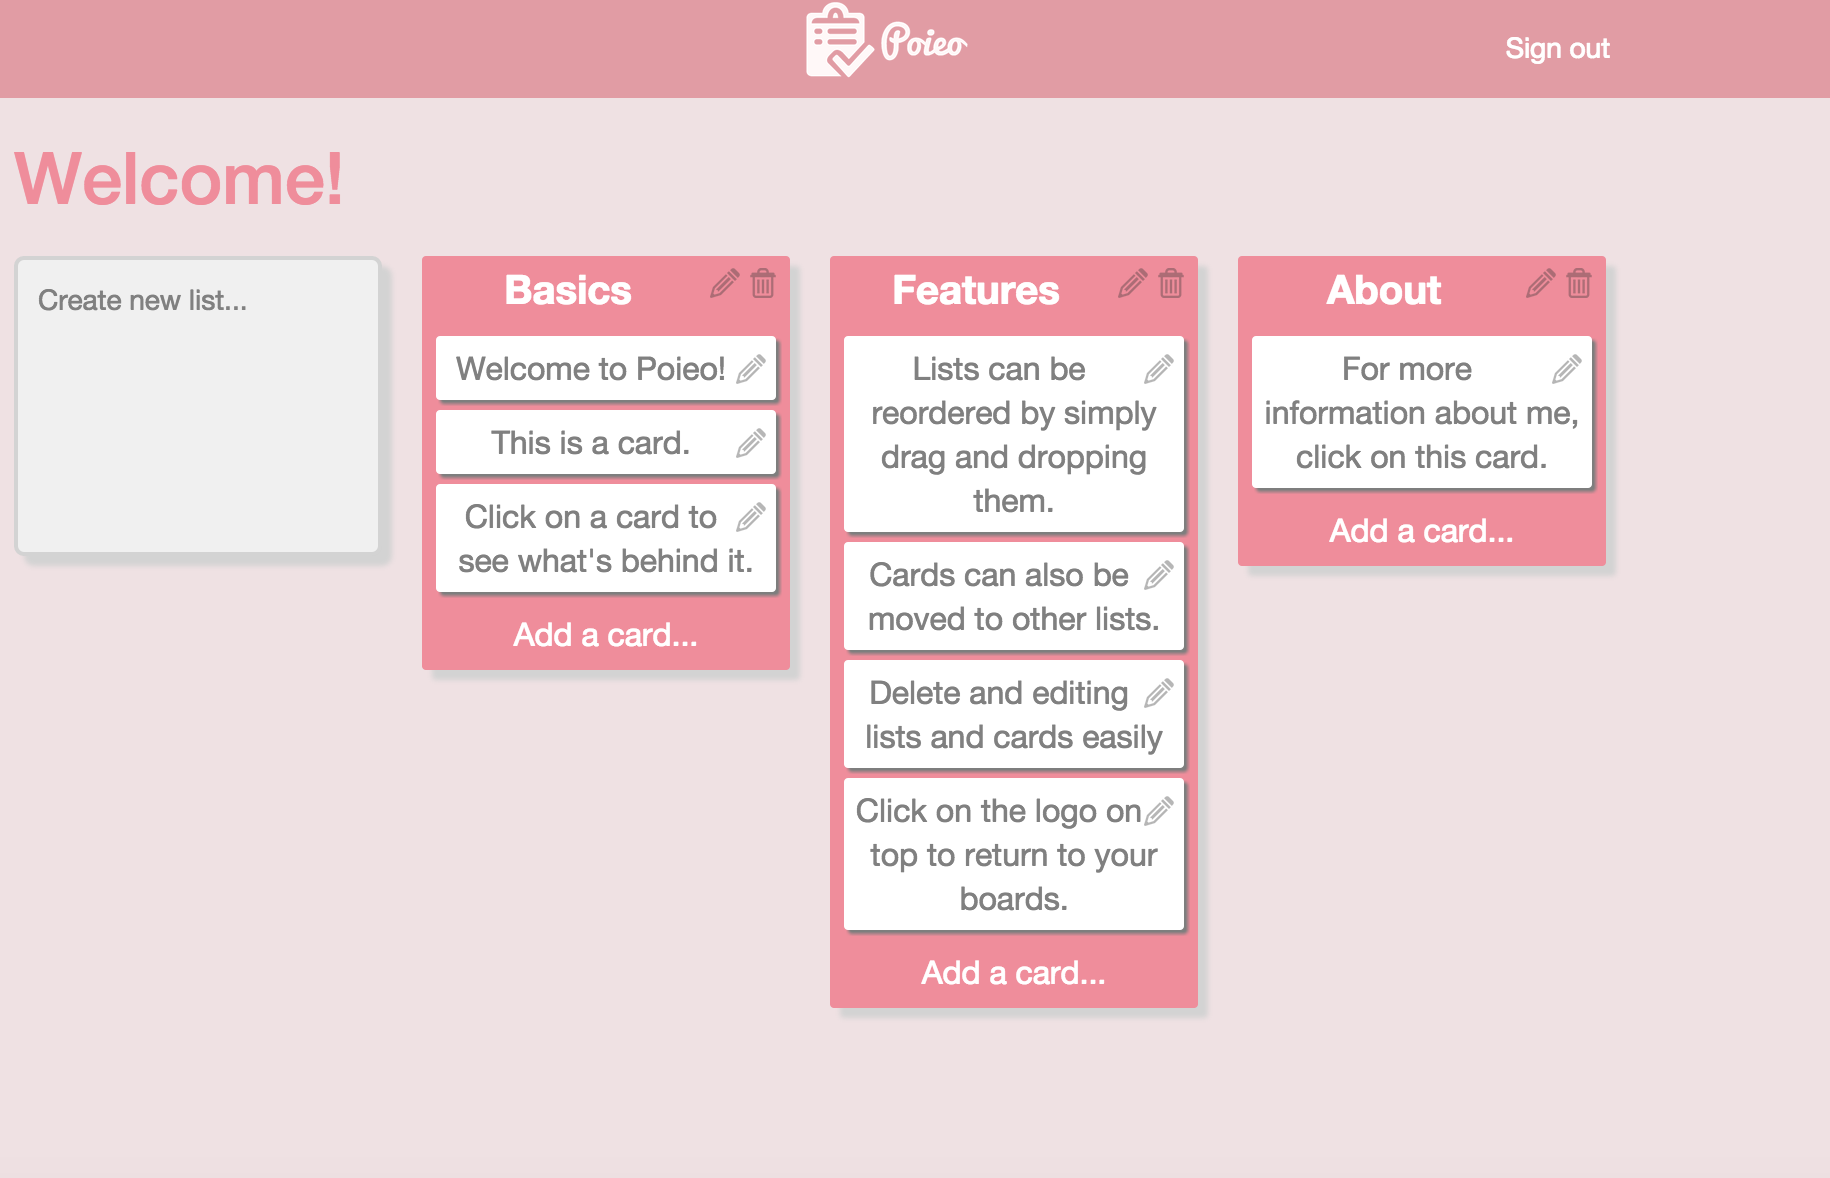 Poieo
Sign out
Welcome!
Create new list...
Basics
Welcome to Poieo!
This is a card.
Click on a card to
see what's behind it.
Add a card...
Features
Lists can be
reordered by simply
drag and dropping
them.
Cards can also be
moved to other lists.
Delete and editing
lists and cards easily
Click on the logo on
top to return to your
boards.
Add a card...
About
For more
information about me,
click on this card.
Add a card...